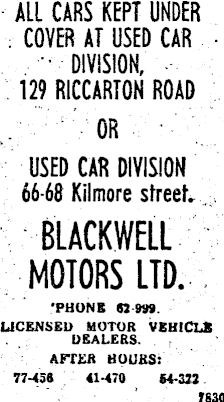 ALL CARS KEPT UNDER
COVER AT USED CAR
DIVISION,
129 RICCARTON ROAD
OR
USED CAR DIVISION
66-68 Kilmore street.
BLACKWELL
MOTORS LTD.
'PHONE 62-999.
LICENSED MOTOR VEHICLE
DEALERS.
AFTER HOURS:
77-456 41-470 54-322
7830